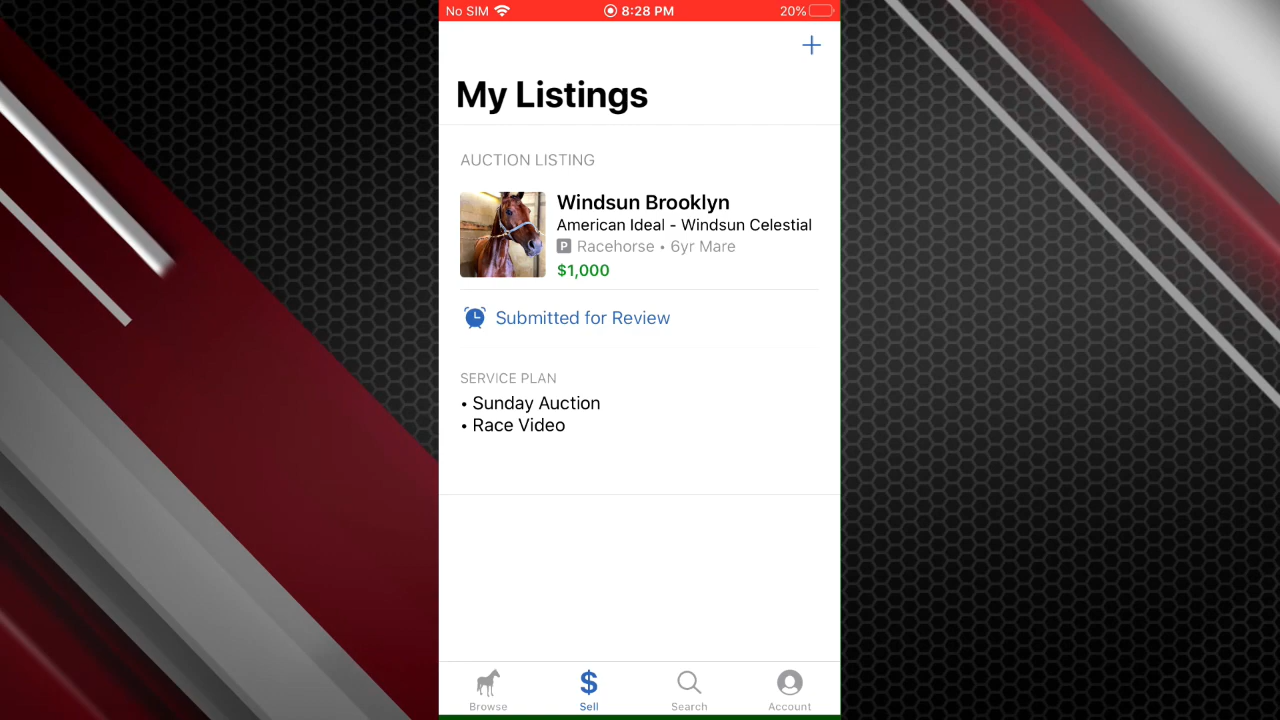 No SIM 8:28 PM 20%
My Listings
AUCTION LISTING
Windsun Brooklyn
American Ideal - Windsun Celestial
P Racehorse • 6yr Mare
$1,000
Submitted for Review
SERVICE PLAN
• Sunday Auction
• Race Video
Browse Sell Search Account